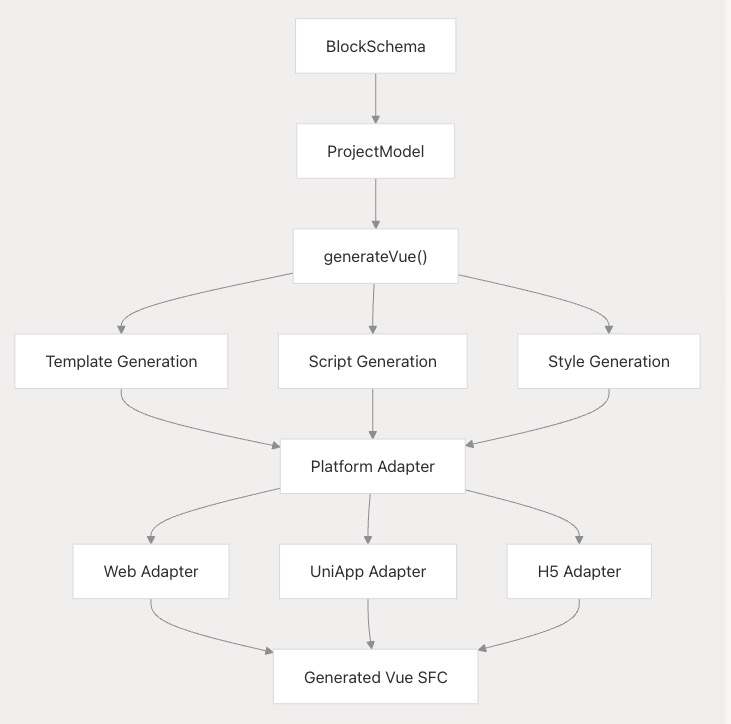 BlockSchema
ProjectModel
generateVue()
Template Generation
Script Generation
Style Generation
Platform Adapter
Web Adapter
UniApp Adapter
H5 Adapter
Generated Vue SFC